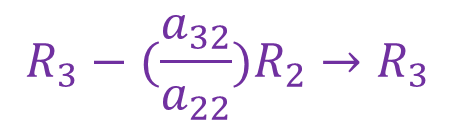 R₃ − (a₃₂/a₂₂)R₂ → R₃